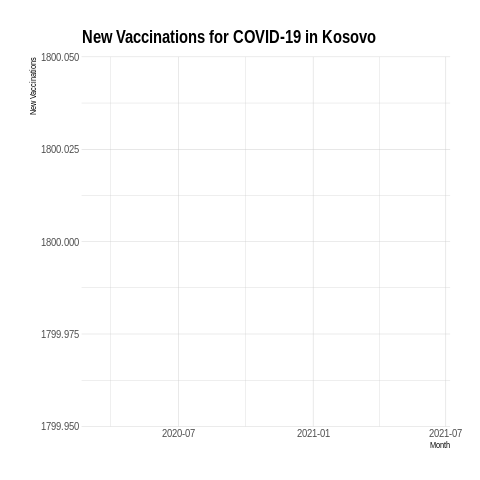 New Vaccinations for COVID-19 in Kosovo
New Vaccinations
1800.050
1800.025
1800.000
1799.975
1799.950
2020-07 2021-01 2021-07
Month